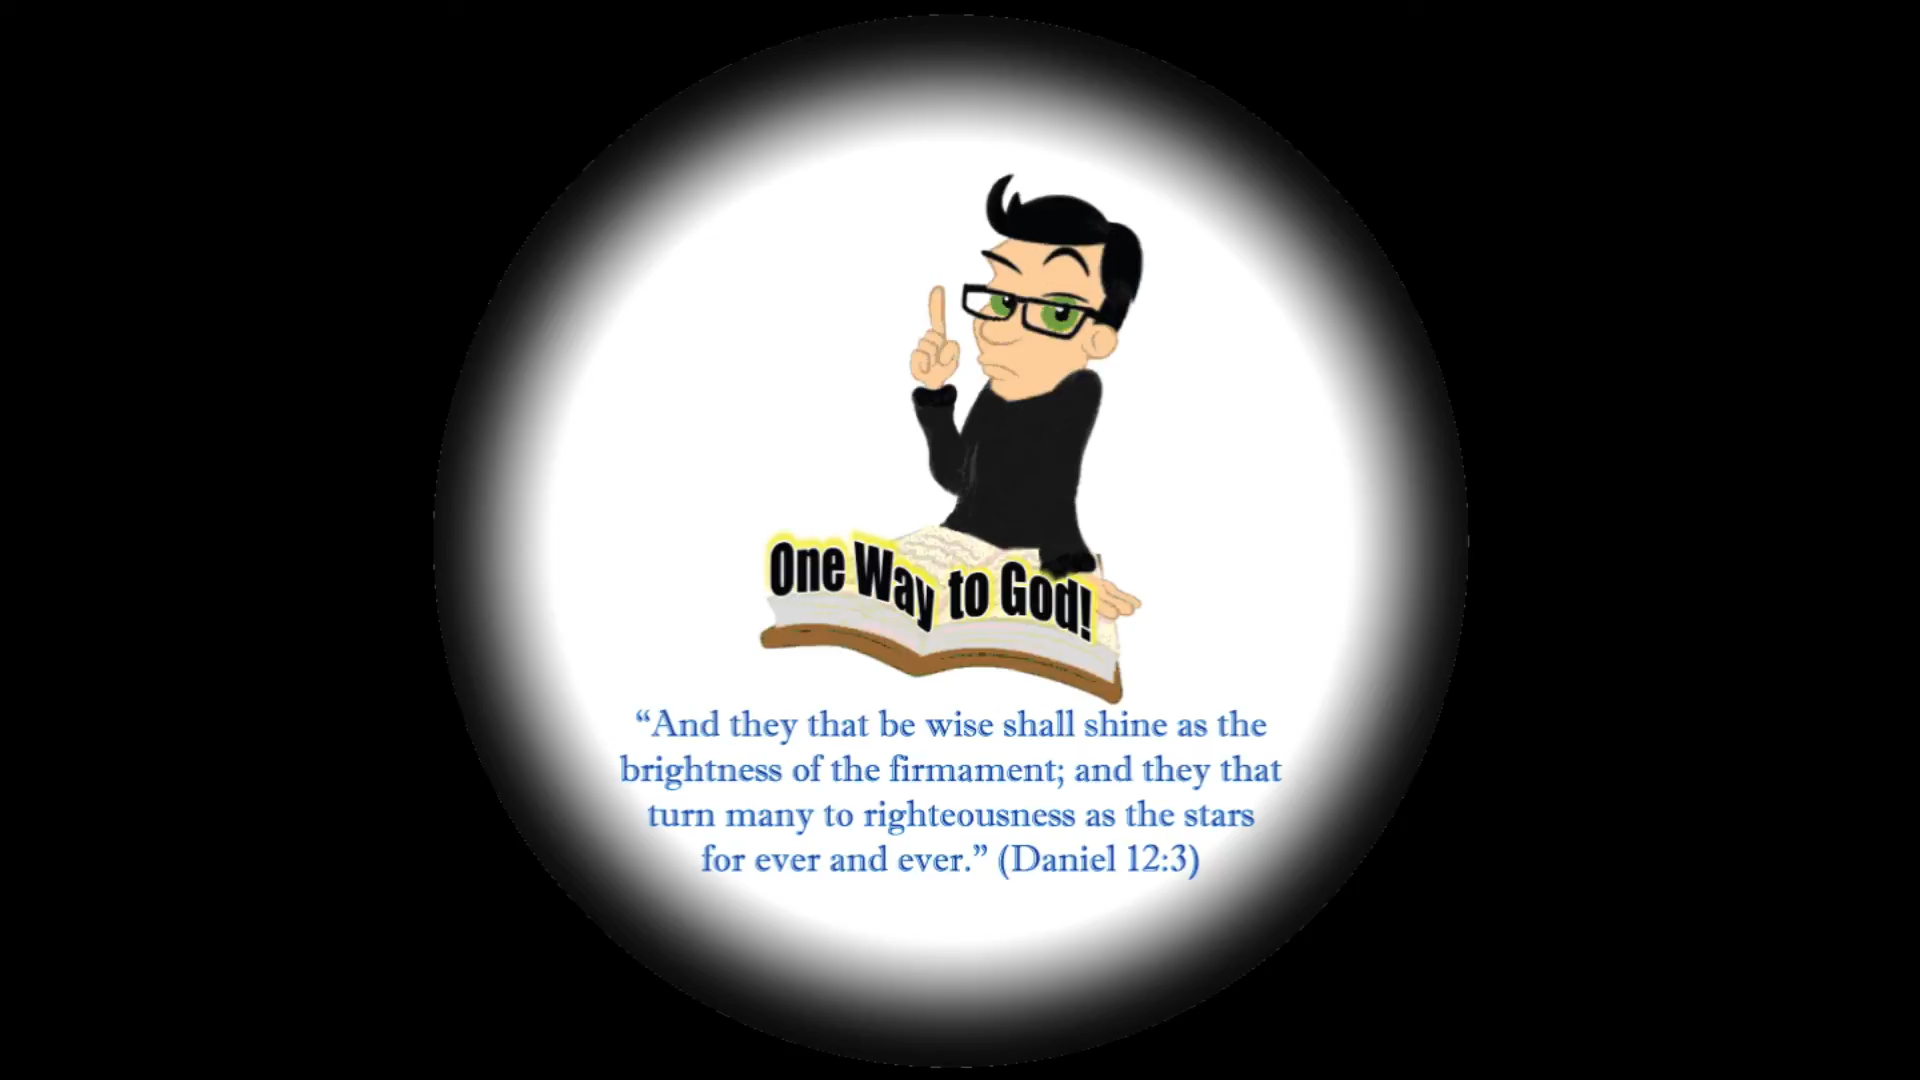 One Way to God!
“And they that be wise shall shine as the
brightness of the firmament; and they that
turn many to righteousness as the stars
for ever and ever.” (Daniel 12:3)